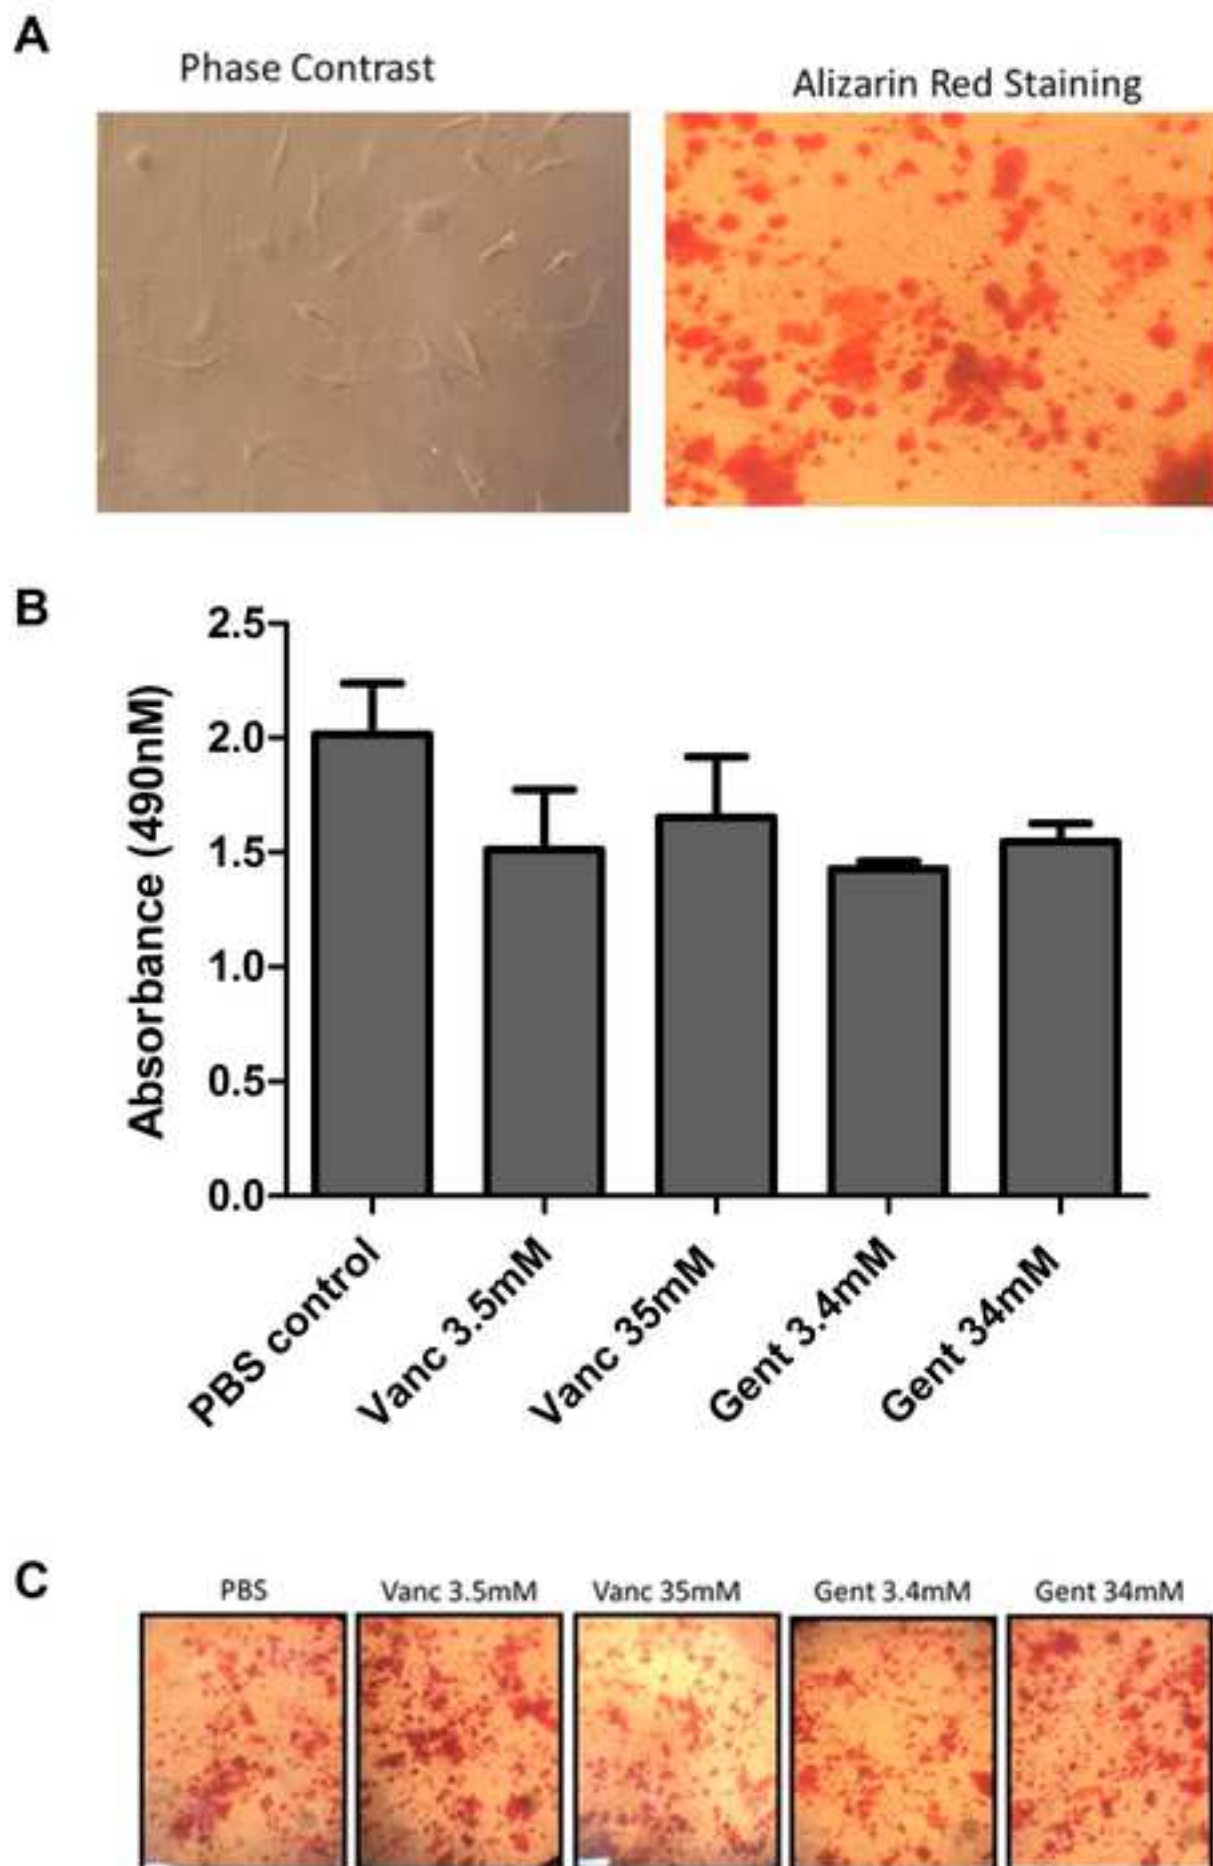 A
Phase Contrast
Alizarin Red Staining
B
Absorbance (490nM)
2.5
2.0
1.5
1.0
0.5
0.0
PBS control
Vanc 3.5mM
Vanc 35mM
Gent 3.4mM
Gent 34mM
C
PBS
Vanc 3.5mM
Vanc 35mM
Gent 3.4mM
Gent 34mM